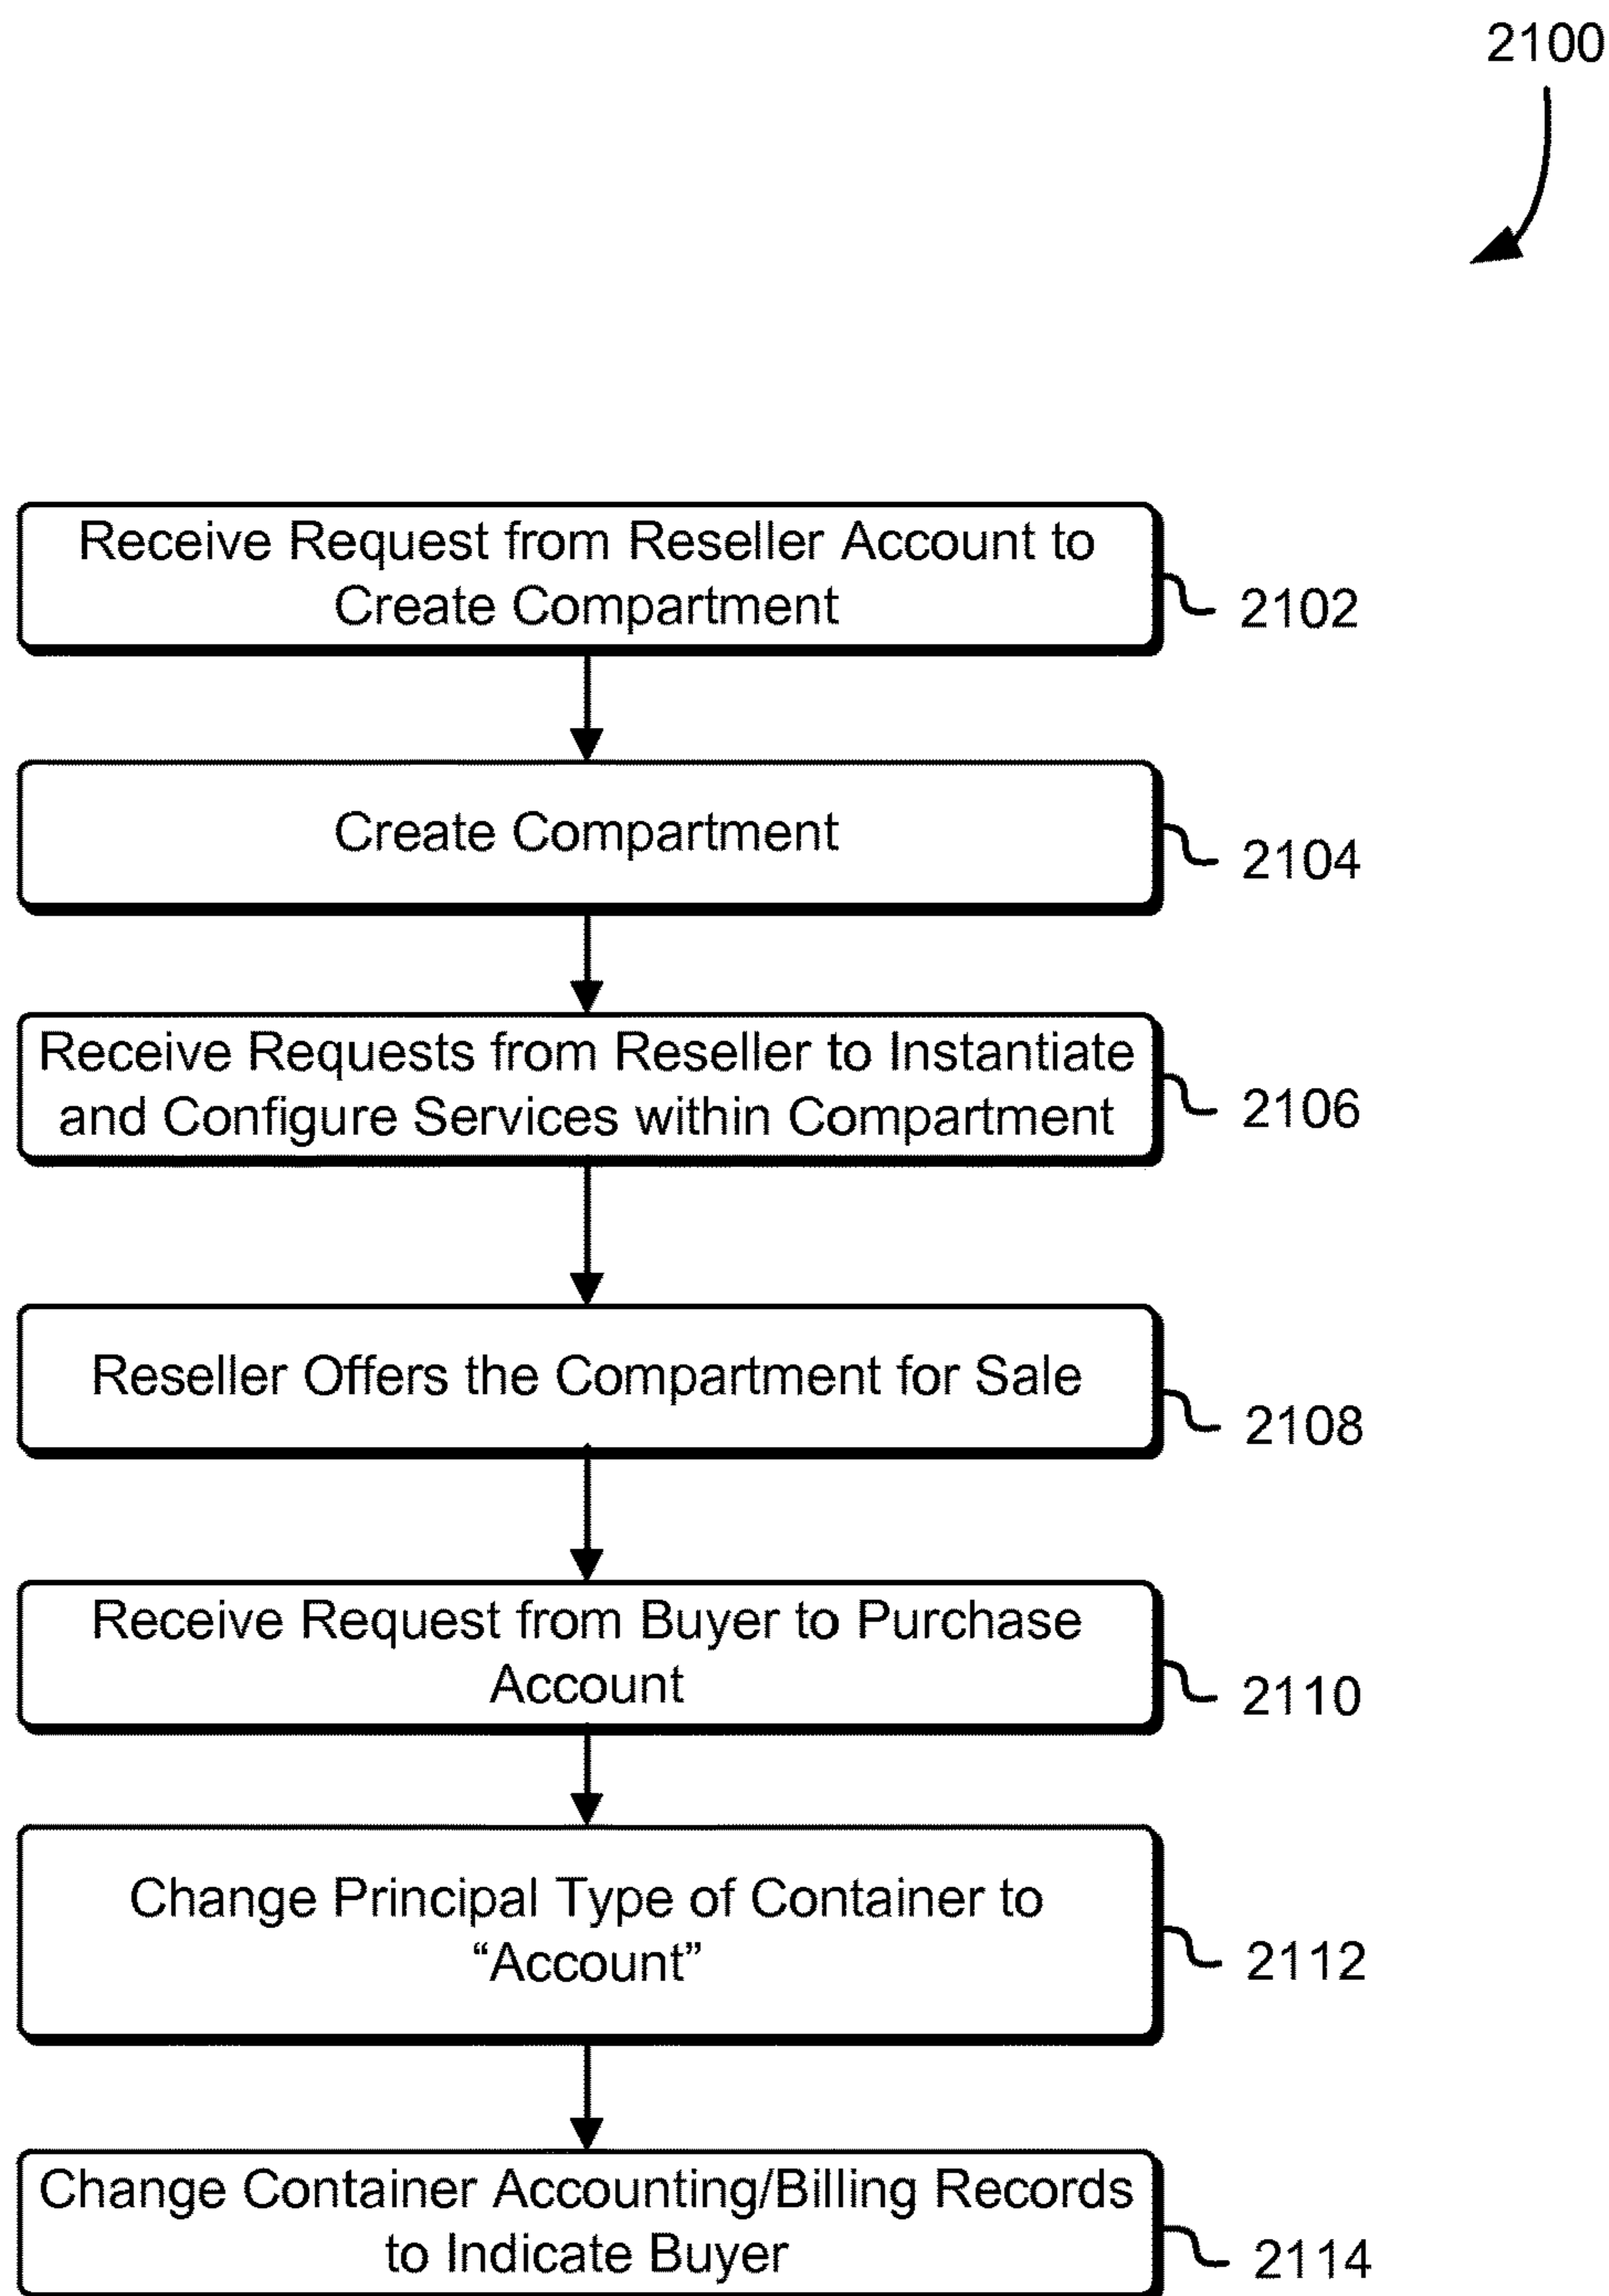 2100
Receive Request from Reseller Account to
Create Compartment
2102
Create Compartment
2104
Receive Requests from Reseller to Instantiate
and Configure Services within Compartment
2106
Reseller Offers the Compartment for Sale
2108
Receive Request from Buyer to Purchase
Account
2110
Change Principal Type of Container to
“Account”
2112
Change Container Accounting/Billing Records
to Indicate Buyer
2114